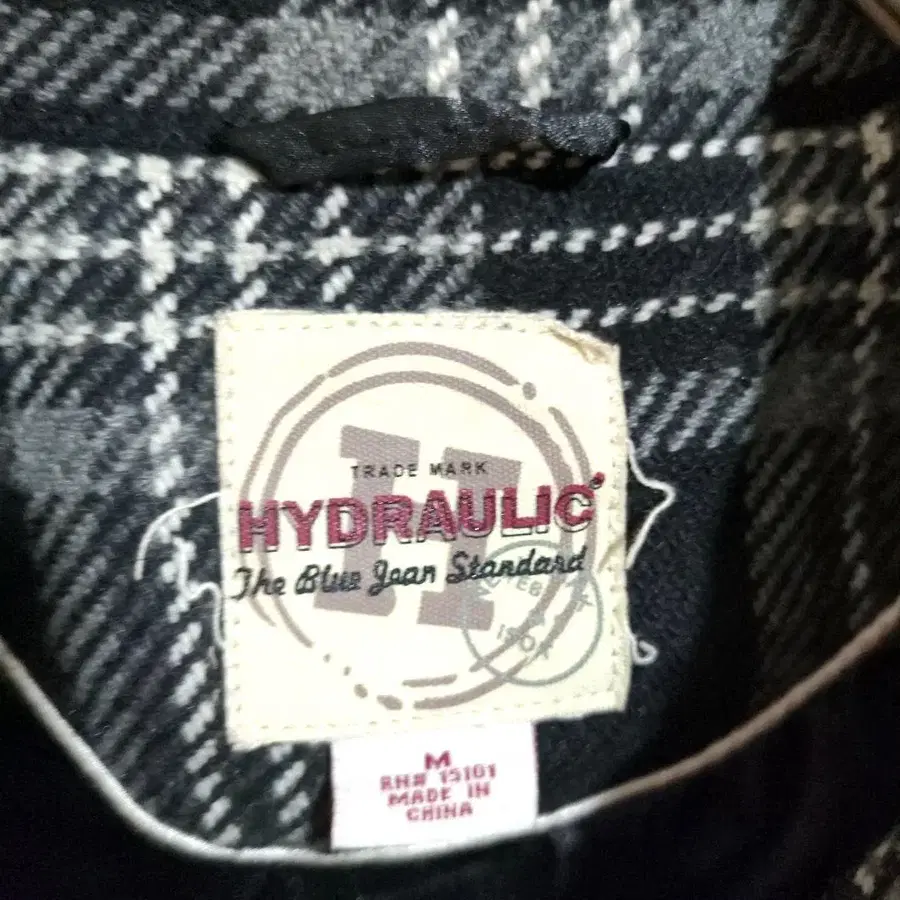 TRADE MARK
HYDRAULIC
The Blue Jean Standard
M
RN# 15101
MADE IN
CHINA